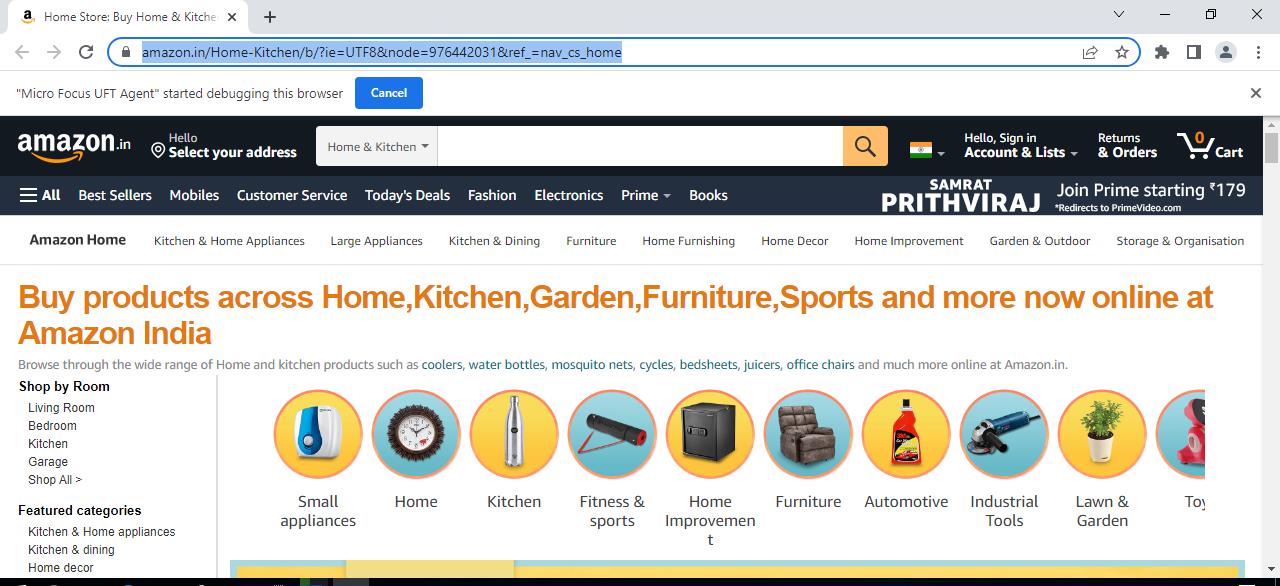 Home Store: Buy Home & Kitche
amazon.in/Home-Kitchen/b/?ie=UTF8&node=976442031&ref_=nav_cs_home
"Micro Focus UFT Agent" started debugging this browser
Cancel
amazon.in
Hello
Select your address
Home & Kitchen
Hello, Sign in
Account & Lists
Returns
& Orders
0
Cart
All
Best Sellers
Mobiles
Customer Service
Today's Deals
Fashion
Electronics
Prime
Books
SAMRAT
PRITHVIRAJ
Join Prime starting ₹179
*Redirects to PrimeVideo.com
Amazon Home
Kitchen & Home Appliances
Large Appliances
Kitchen & Dining
Furniture
Home Furnishing
Home Decor
Home Improvement
Garden & Outdoor
Storage & Organisation
Buy products across Home,Kitchen,Garden,Furniture,Sports and more now online at
Amazon India
Browse through the wide range of Home and kitchen products such as coolers, water bottles, mosquito nets, cycles, bedsheets, juicers, office chairs and much more online at Amazon.in.
Shop by Room
Living Room
Bedroom
Kitchen
Garage
Shop All >
Featured categories
Kitchen & Home appliances
Kitchen & dining
Home decor
Small
appliances
Home
Kitchen
Fitness &
sports
Home
Improvemen
t
Furniture
Automotive
Industrial
Tools
Lawn &
Garden
Toy